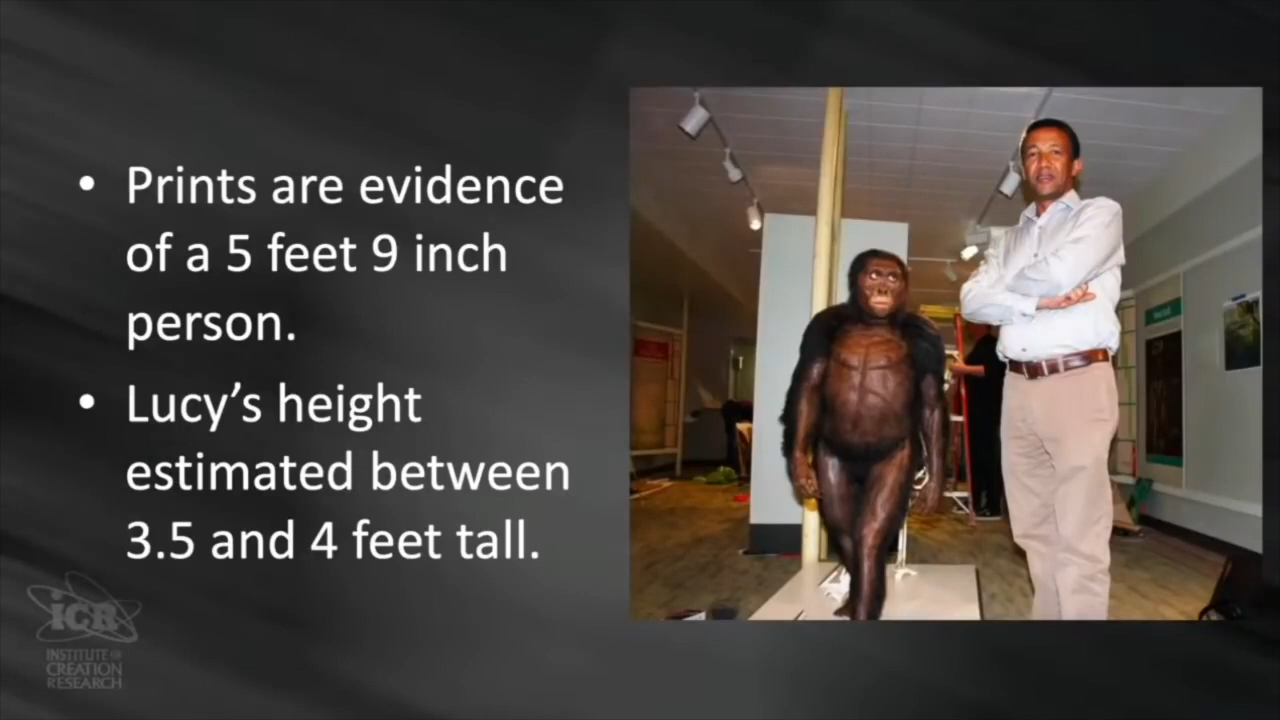 • Prints are evidence
of a 5 feet 9 inch
person.
• Lucy’s height
estimated between
3.5 and 4 feet tall.
iCR
INSTITUTE OF
CREATION
RESEARCH